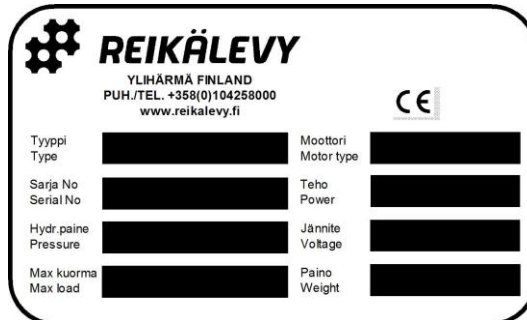 REIKÄLEVY
YLIHÄRMÄ FINLAND
PUH./TEL. +358(0)104258000
www.reikalevy.fi
CE
Tyyppi
Type
Moottori
Motor type
Sarja No
Serial No
Teho
Power
Hydr.paine
Pressure
Jännite
Voltage
Max kuorma
Max load
Paino
Weight